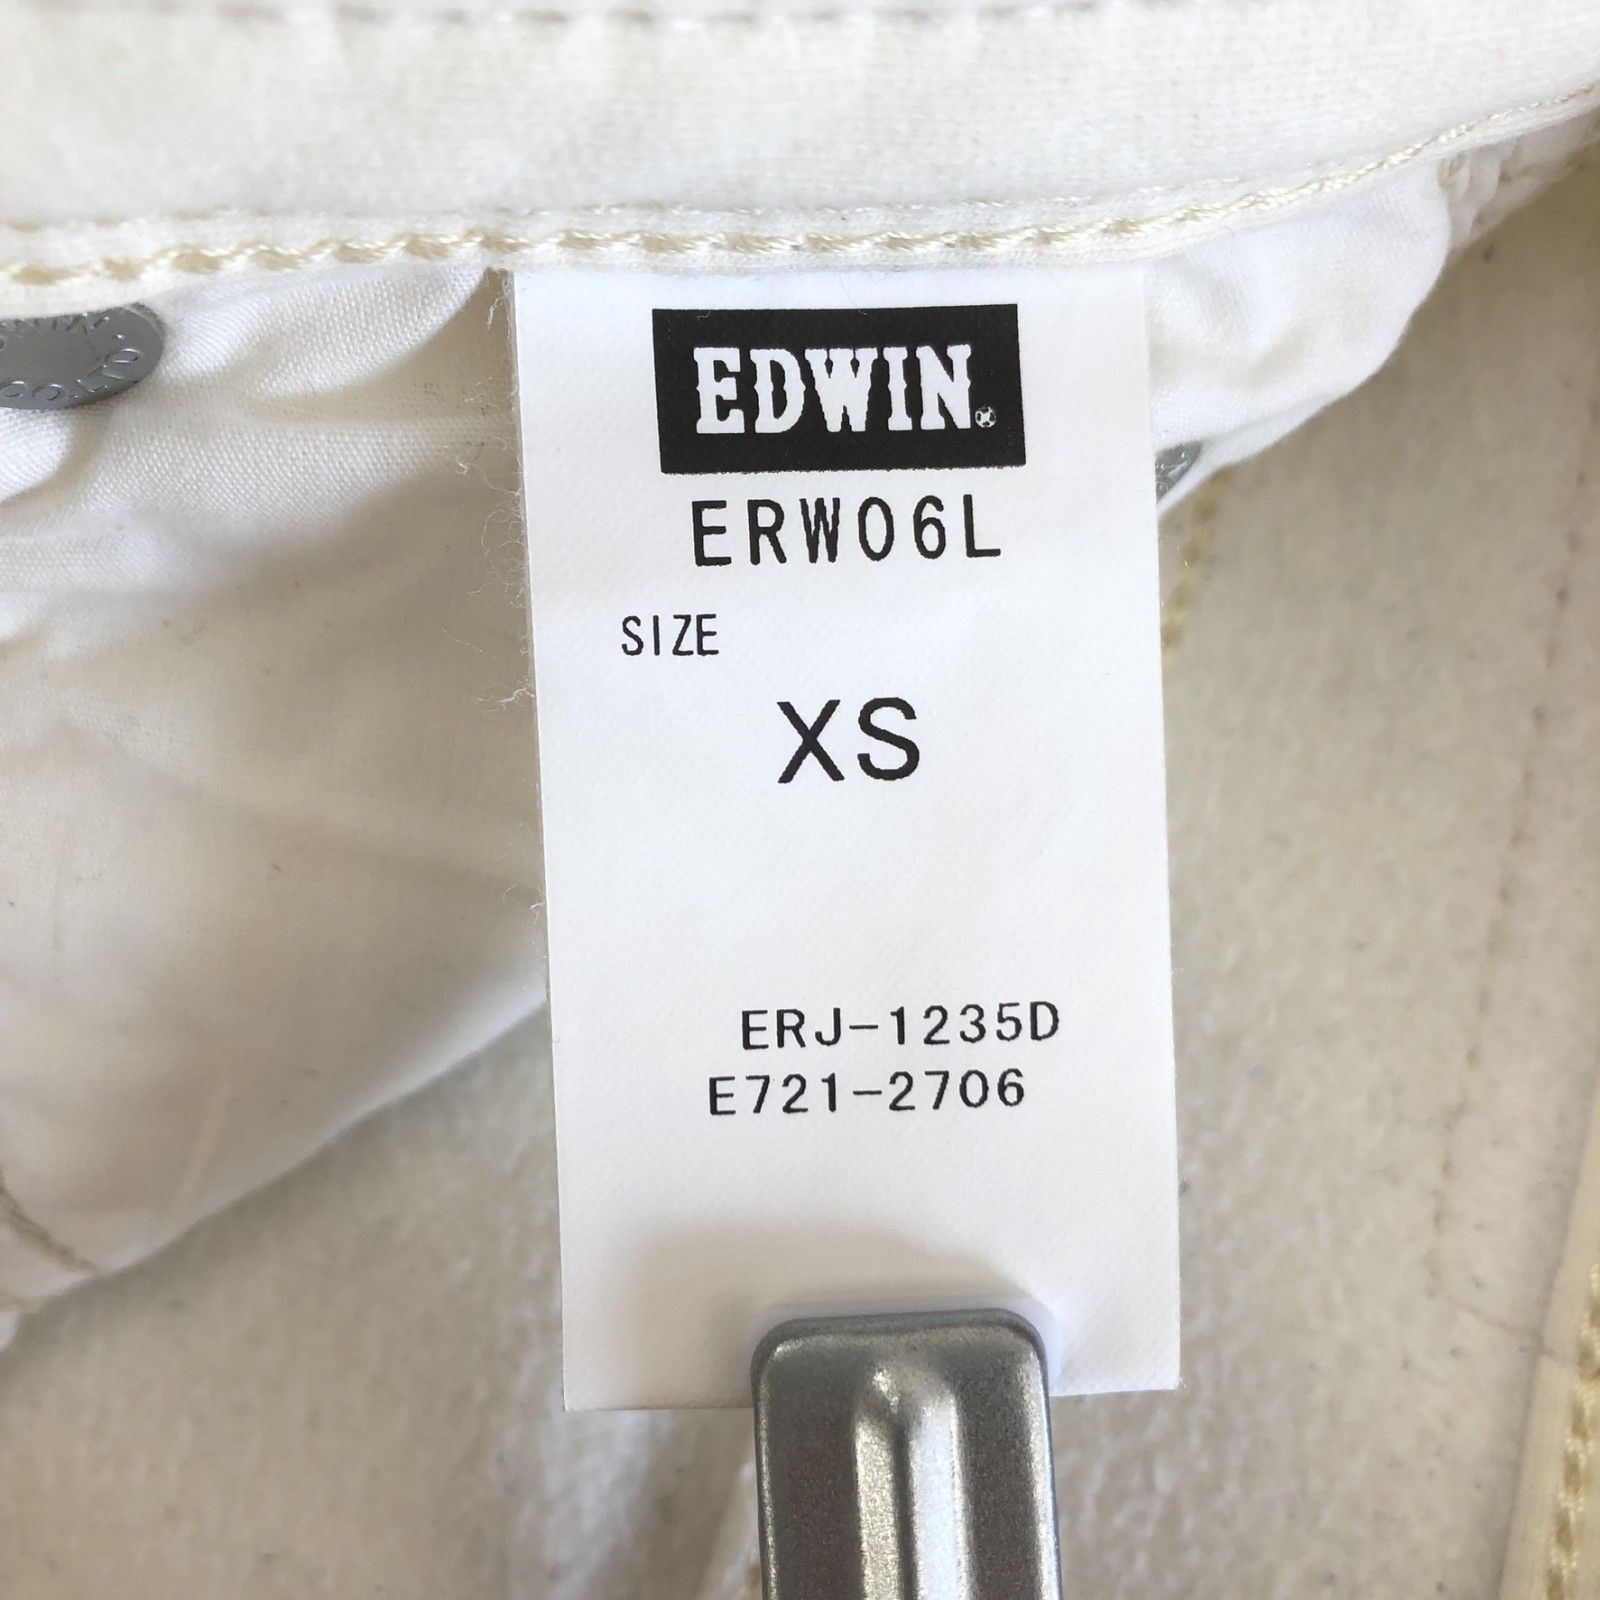 EDWIN
ERW06L
SIZE
XS
ERJ-1235D
E721-2706